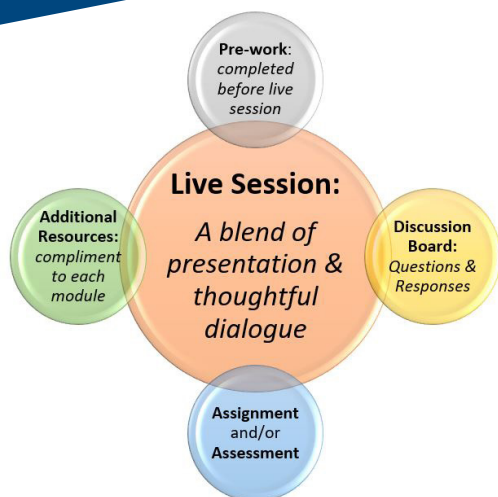 Pre-work:
completed
before live
session
Live Session:
A blend of
presentation &
thoughtful
dialogue
Additional
Resources:
compliment
to each
module
Discussion
Board:
Questions &
Responses
Assignment
and/or
Assessment